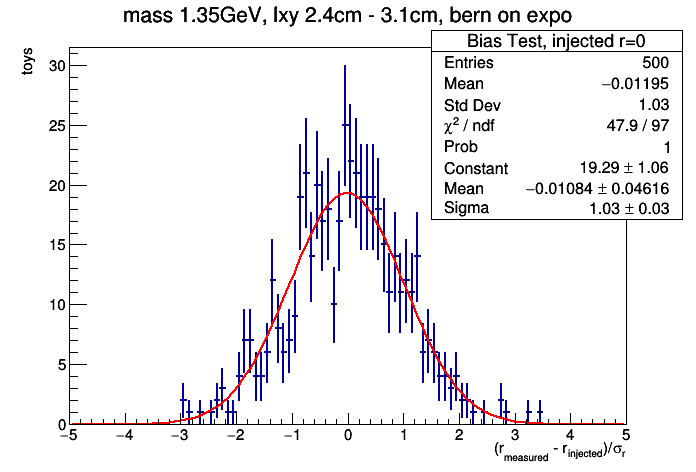 mass 1.35GeV, lxy 2.4cm - 3.1cm, bern on expo
Bias Test, injected r=0
Entries 500
Mean −0.01195
Std Dev 1.03
χ² / ndf 47.9 / 97
Prob 1
Constant 19.29 ± 1.06
Mean −0.01084 ± 0.04616
Sigma 1.03 ± 0.03
toys
30
25
20
15
10
5
0
−5 −4 −3 −2 −1 0 1 2 3 4 5
(r_measured - r_injected)/σ_r